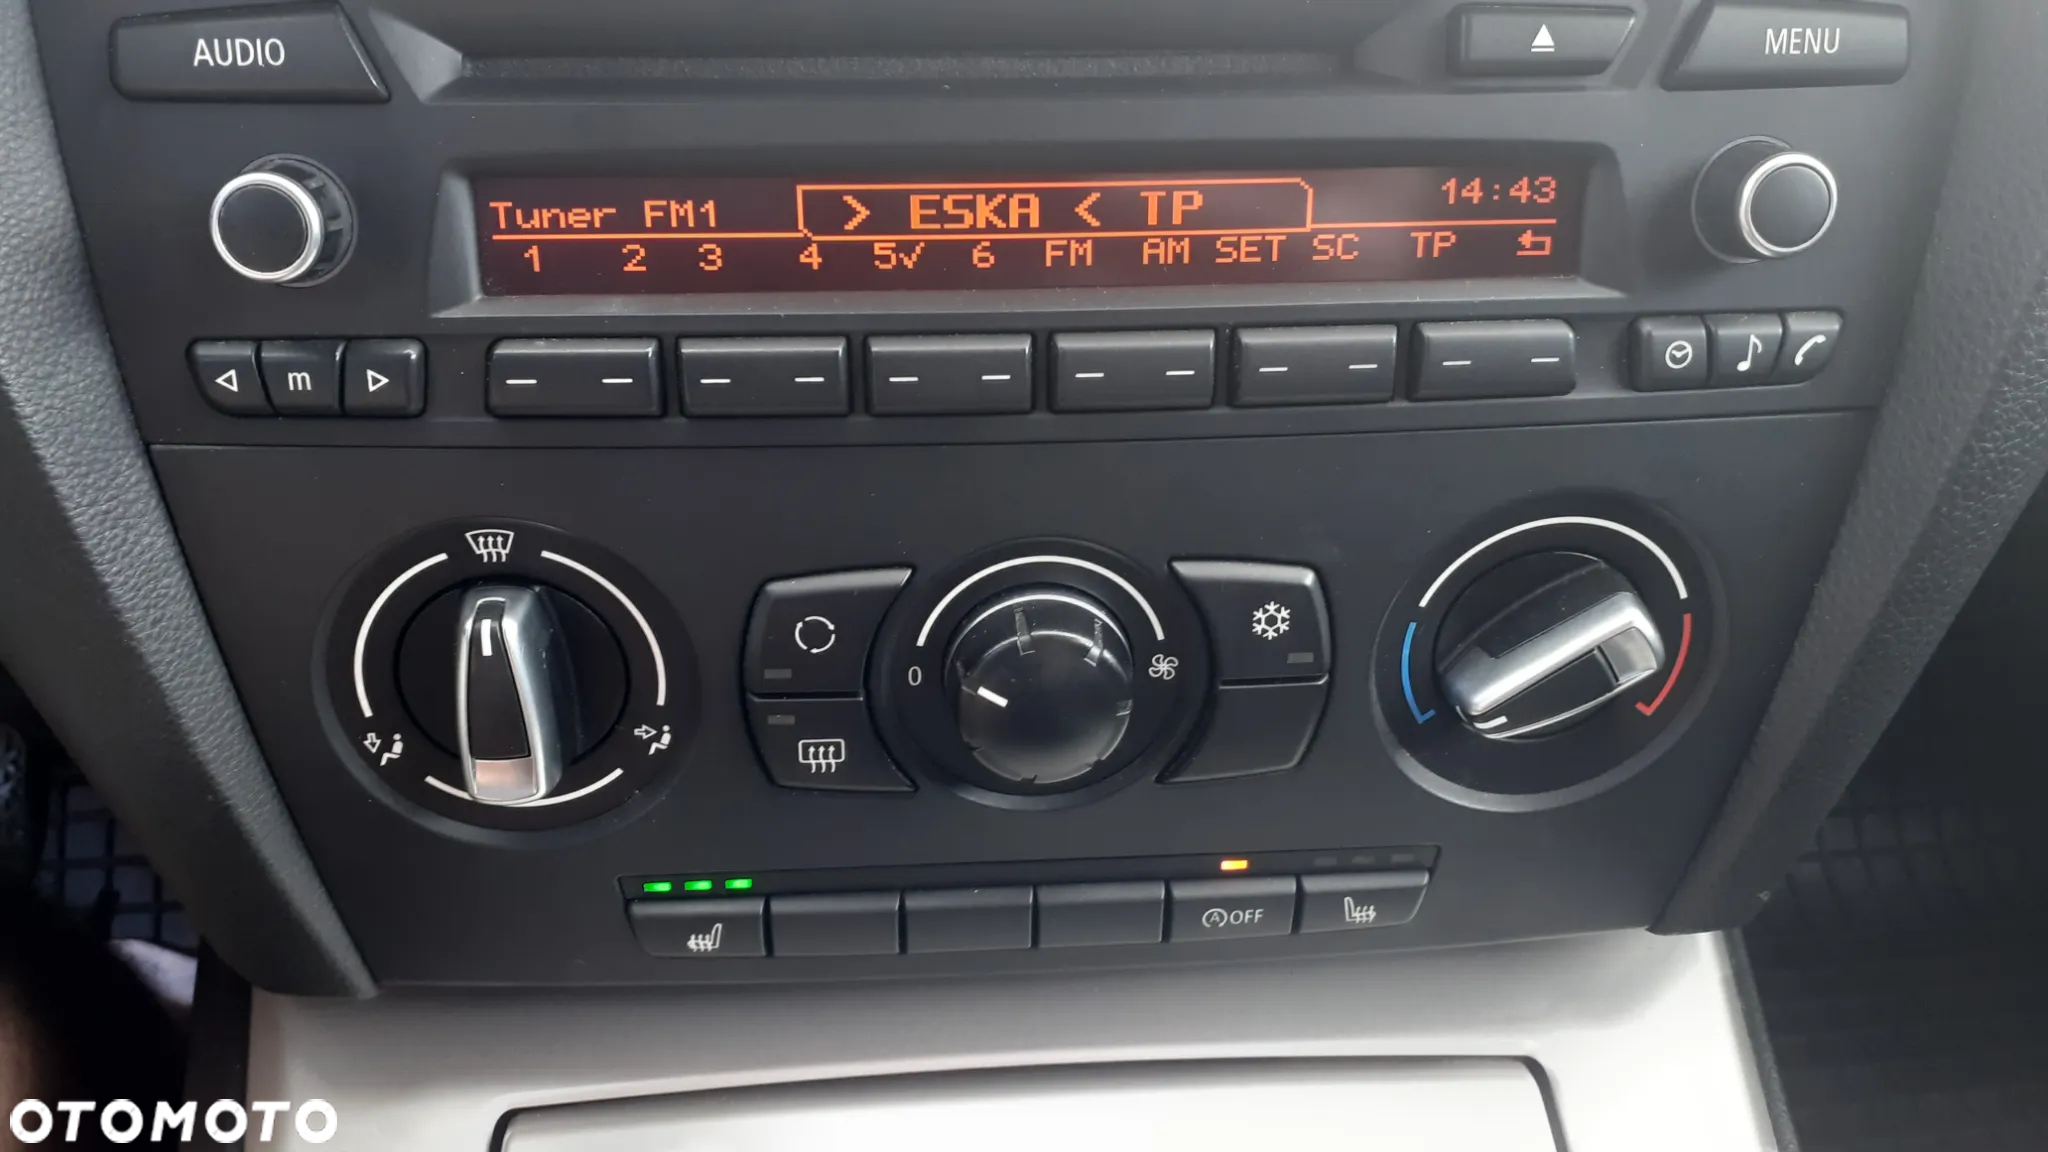 AUDIO
MENU
Tuner FM1
> ESKA < TP
14:43
1 2 3 4 5√ 6 FM AM SET SC TP
m
0
A OFF
OTOMOTO